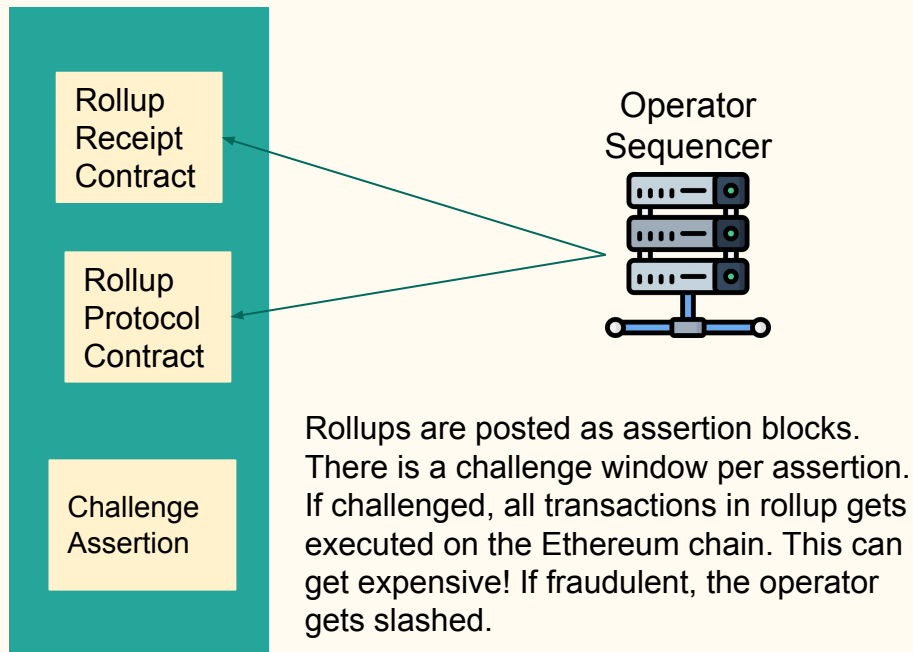 Rollup
Receipt
Contract
Operator
Sequencer
Rollup
Protocol
Contract
Challenge
Assertion
Rollups are posted as assertion blocks.
There is a challenge window per assertion.
If challenged, all transactions in rollup gets
executed on the Ethereum chain. This can
get expensive! If fraudulent, the operator
gets slashed.